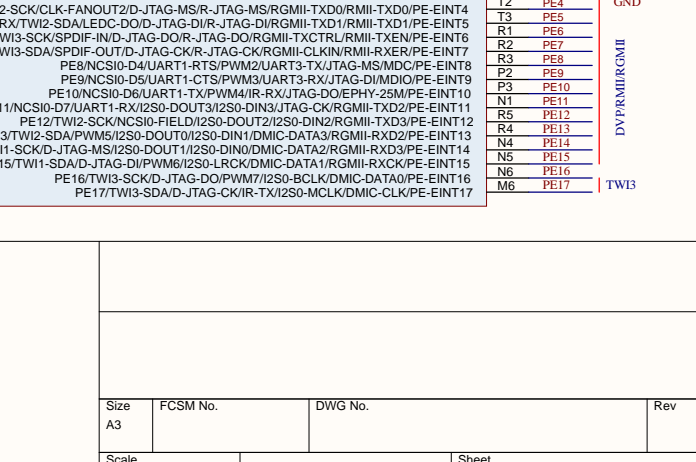 2-SCK/CLK-FANOUT2/D-JTAG-MS/R-JTAG-MS/RGMII-TXD0/RMII-TXD0/PE-EINT4 T2 PE4 GND
RX/TWI2-SDA/LEDC-DO/D-JTAG-DI/R-JTAG-DI/RGMII-TXD1/RMII-TXD1/PE-EINT5 T3 PE5
WI3-SCK/SPDIF-IN/D-JTAG-DO/R-JTAG-DO/RGMII-TXCTRL/RMII-TXEN/PE-EINT6 R1 PE6
WI3-SDA/SPDIF-OUT/D-JTAG-CK/R-JTAG-CK/RGMII-CLKIN/RMII-RXER/PE-EINT7 R2 PE7
PE8/NCSI0-D4/UART1-RTS/PWM2/UART3-TX/JTAG-MS/MDC/PE-EINT8 R3 PE8
PE9/NCSI0-D5/UART1-CTS/PWM3/UART3-RX/JTAG-DI/MDIO/PE-EINT9 P2 PE9
PE10/NCSI0-D6/UART1-TX/PWM4/IR-RX/JTAG-DO/EPHY-25M/PE-EINT10 P3 PE10
11/NCSI0-D7/UART1-RX/I2S0-DOUT3/I2S0-DIN3/JTAG-CK/RGMII-TXD2/PE-EINT11 N1 PE11
PE12/TWI2-SCK/NCSI0-FIELD/I2S0-DOUT2/I2S0-DIN2/RGMII-TXD3/PE-EINT12 R5 PE12
3/TWI2-SDA/PWM5/I2S0-DOUT0/I2S0-DIN1/DMIC-DATA3/RGMII-RXD2/PE-EINT13 R4 PE13
I1-SCK/D-JTAG-MS/I2S0-DOUT1/I2S0-DIN0/DMIC-DATA2/RGMII-RXD3/PE-EINT14 N4 PE14
15/TWI1-SDA/D-JTAG-DI/PWM6/I2S0-LRCK/DMIC-DATA1/RGMII-RXCK/PE-EINT15 N5 PE15
PE16/TWI3-SCK/D-JTAG-DO/PWM7/I2S0-BCLK/DMIC-DATA0/PE-EINT16 N6 PE16
PE17/TWI3-SDA/D-JTAG-CK/IR-TX/I2S0-MCLK/DMIC-CLK/PE-EINT17 M6 PE17 TWI3
DVP/RMII/RGMII
Size FCSM No. DWG No. Rev
A3
Scale Sheet